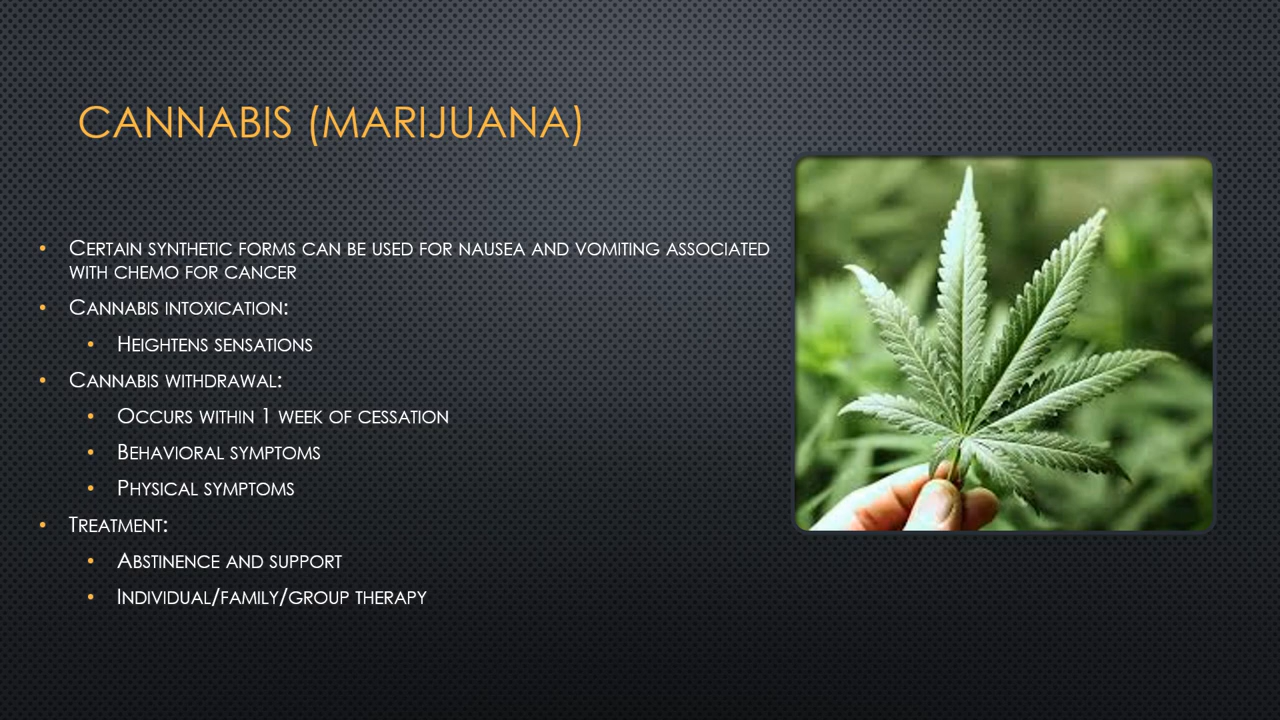 CANNABIS (MARIJUANA)
• CERTAIN SYNTHETIC FORMS CAN BE USED FOR NAUSEA AND VOMITING ASSOCIATED
WITH CHEMO FOR CANCER
• CANNABIS INTOXICATION:
• HEIGHTENS SENSATIONS
• CANNABIS WITHDRAWAL:
• OCCURS WITHIN 1 WEEK OF CESSATION
• BEHAVIORAL SYMPTOMS
• PHYSICAL SYMPTOMS
• TREATMENT:
• ABSTINENCE AND SUPPORT
• INDIVIDUAL/FAMILY/GROUP THERAPY